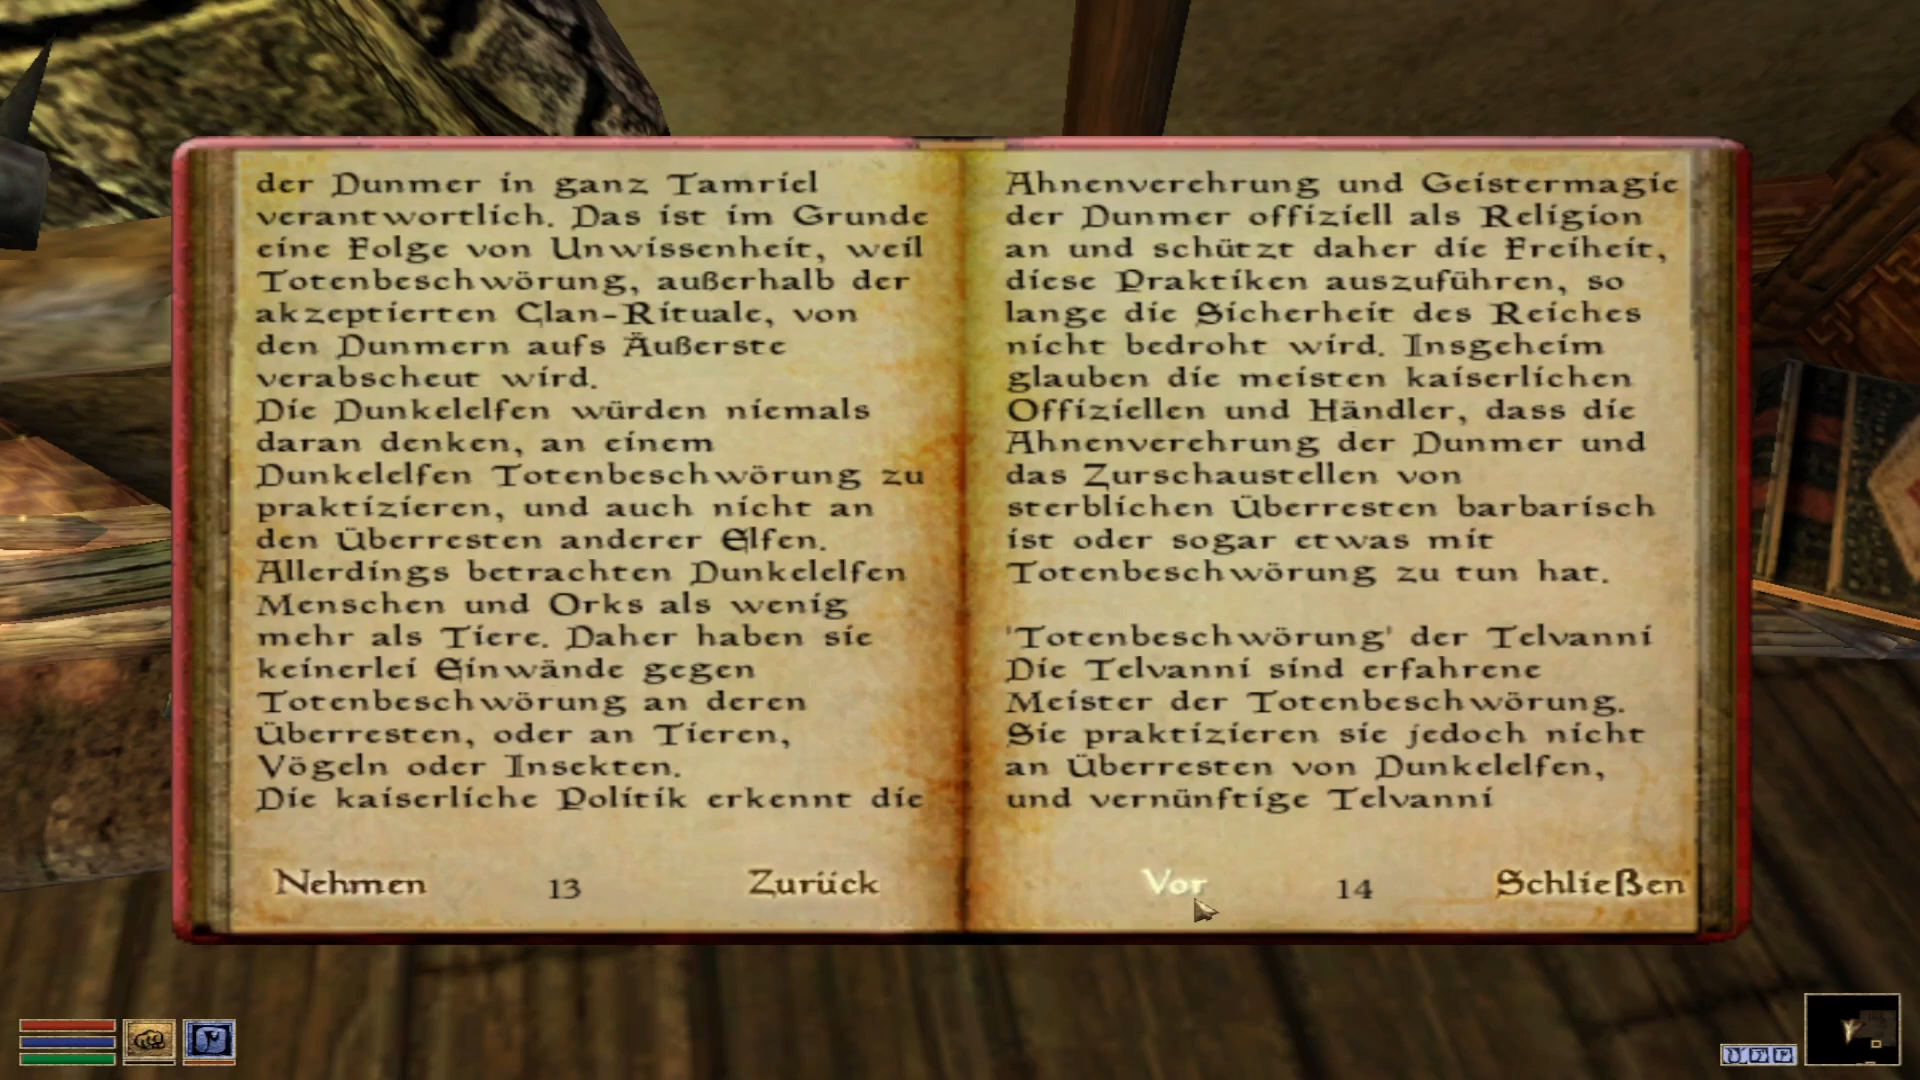 der Dunmer in ganz Tamriel
verantwortlich. Das ist im Grunde
eine Folge von Unwissenheit, weil
Totenbeschwörung, außerhalb der
akzeptierten Clan-Rituale, von
den Dunmern aufs Äußerste
verabscheut wird.
Die Dunkelelfen würden niemals
daran denken, an einem
Dunkelelfen Totenbeschwörung zu
praktizieren, und auch nicht an
den Überresten anderer Elfen.
Allerdings betrachten Dunkelelfen
Menschen und Orks als wenig
mehr als Tiere. Daher haben sie
keinerlei Einwände gegen
Totenbeschwörung an deren
Überresten, oder an Tieren,
Vögeln oder Insekten.
Die kaiserliche Politik erkennt die
Ahnenverehrung und Geistermagie
der Dunmer offiziell als Religion
an und schützt daher die Freiheit,
diese Praktiken auszuführen, so
lange die Sicherheit des Reiches
nicht bedroht wird. Insgeheim
glauben die meisten kaiserlichen
Offiziellen und Händler, dass die
Ahnenverehrung der Dunmer und
das Zurschaustellen von
sterblichen Überresten barbarisch
ist oder sogar etwas mit
Totenbeschwörung zu tun hat.
'Totenbeschwörung' der Telvanni
Die Telvanni sind erfahrene
Meister der Totenbeschwörung.
Sie praktizieren sie jedoch nicht
an Überresten von Dunkelelfen,
und vernünftige Telvanni
Nehmen 13 Zurück Vor 14 Schließen